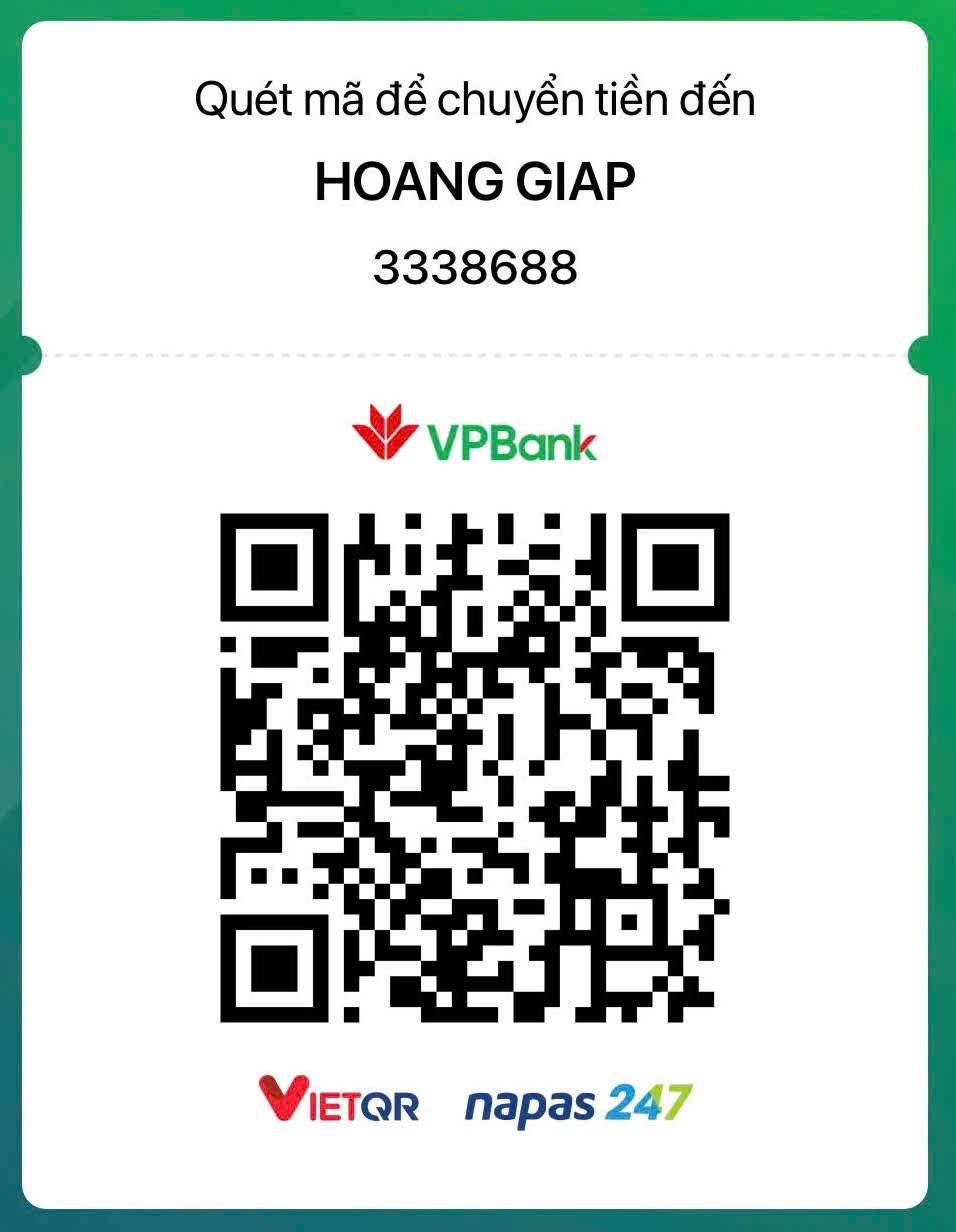 Quét mã để chuyển tiền đến
HOANG GIAP
3338688
VPBank
VIETQR napas 247